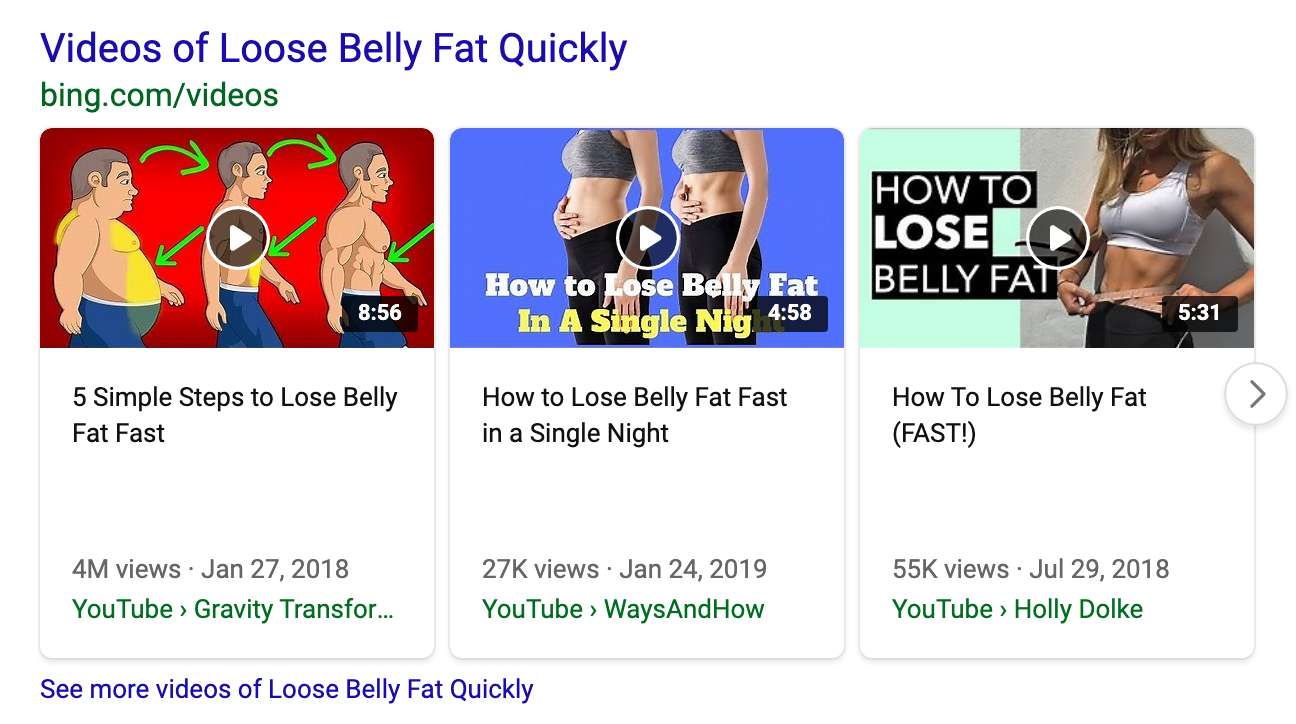 Videos of Loose Belly Fat Quickly
bing.com/videos
8:56
How to Lose Belly Fat
In A Single Nig
4:58
HOW TO
LOSE
BELLY FAT
5:31
5 Simple Steps to Lose Belly
Fat Fast
4M views · Jan 27, 2018
YouTube › Gravity Transfor...
How to Lose Belly Fat Fast
in a Single Night
27K views · Jan 24, 2019
YouTube › WaysAndHow
How To Lose Belly Fat
(FAST!)
55K views · Jul 29, 2018
YouTube › Holly Dolke
See more videos of Loose Belly Fat Quickly